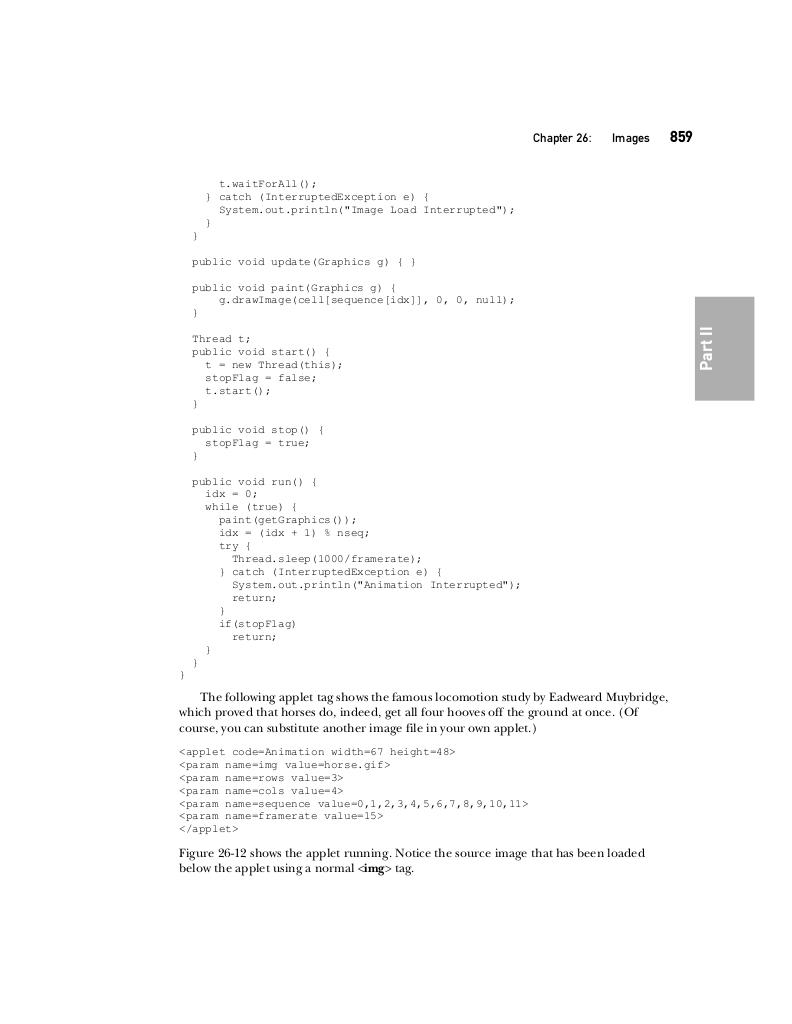 Chapter 26: Images 859
t.waitForAll();
} catch (InterruptedException e) {
System.out.println("Image Load Interrupted");
}
}
public void update(Graphics g) { }
public void paint(Graphics g) {
g.drawImage(cell[sequence[idx]], 0, 0, null);
}
Part II
Thread t;
public void start() {
t = new Thread(this);
stopFlag = false;
t.start();
}
public void stop() {
stopFlag = true;
}
public void run() {
idx = 0;
while (true) {
paint(getGraphics());
idx = (idx + 1) % nseq;
try {
Thread.sleep(1000/framerate);
} catch (InterruptedException e) {
System.out.println("Animation Interrupted");
return;
}
if(stopFlag)
return;
}
}
}
The following applet tag shows the famous locomotion study by Eadweard Muybridge,
which proved that horses do, indeed, get all four hooves off the ground at once. (Of
course, you can substitute another image file in your own applet.)
<applet code=Animation width=67 height=48>
<param name=img value=horse.gif>
<param name=rows value=3>
<param name=cols value=4>
<param name=sequence value=0,1,2,3,4,5,6,7,8,9,10,11>
<param name=framerate value=15>
</applet>
Figure 26-12 shows the applet running. Notice the source image that has been loaded
below the applet using a normal <img> tag.